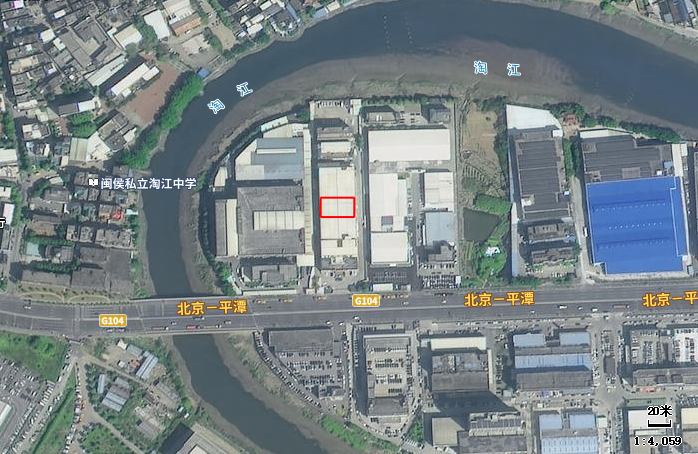 淘 江
淘 江
闽侯私立淘江中学
行
北京－平潭
G104
北京－平潭
北京－平
G104
20米
1:4,059